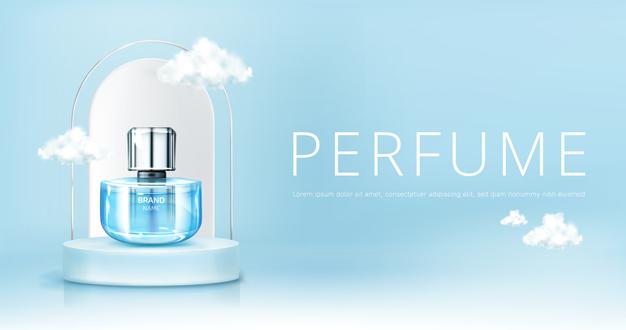 BRAND
NAME
PERFUME
Lorem ipsum dolor sit amet, consectetuer adipiscing elit, sed diam nonummy nibh euismod